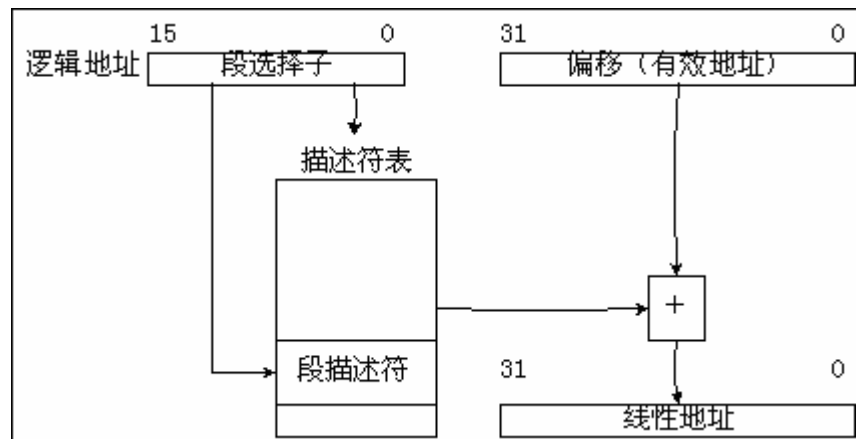 15 0 31 0
逻辑地址 段选择子 偏移（有效地址）
描述符表
+
段描述符 31 0
线性地址